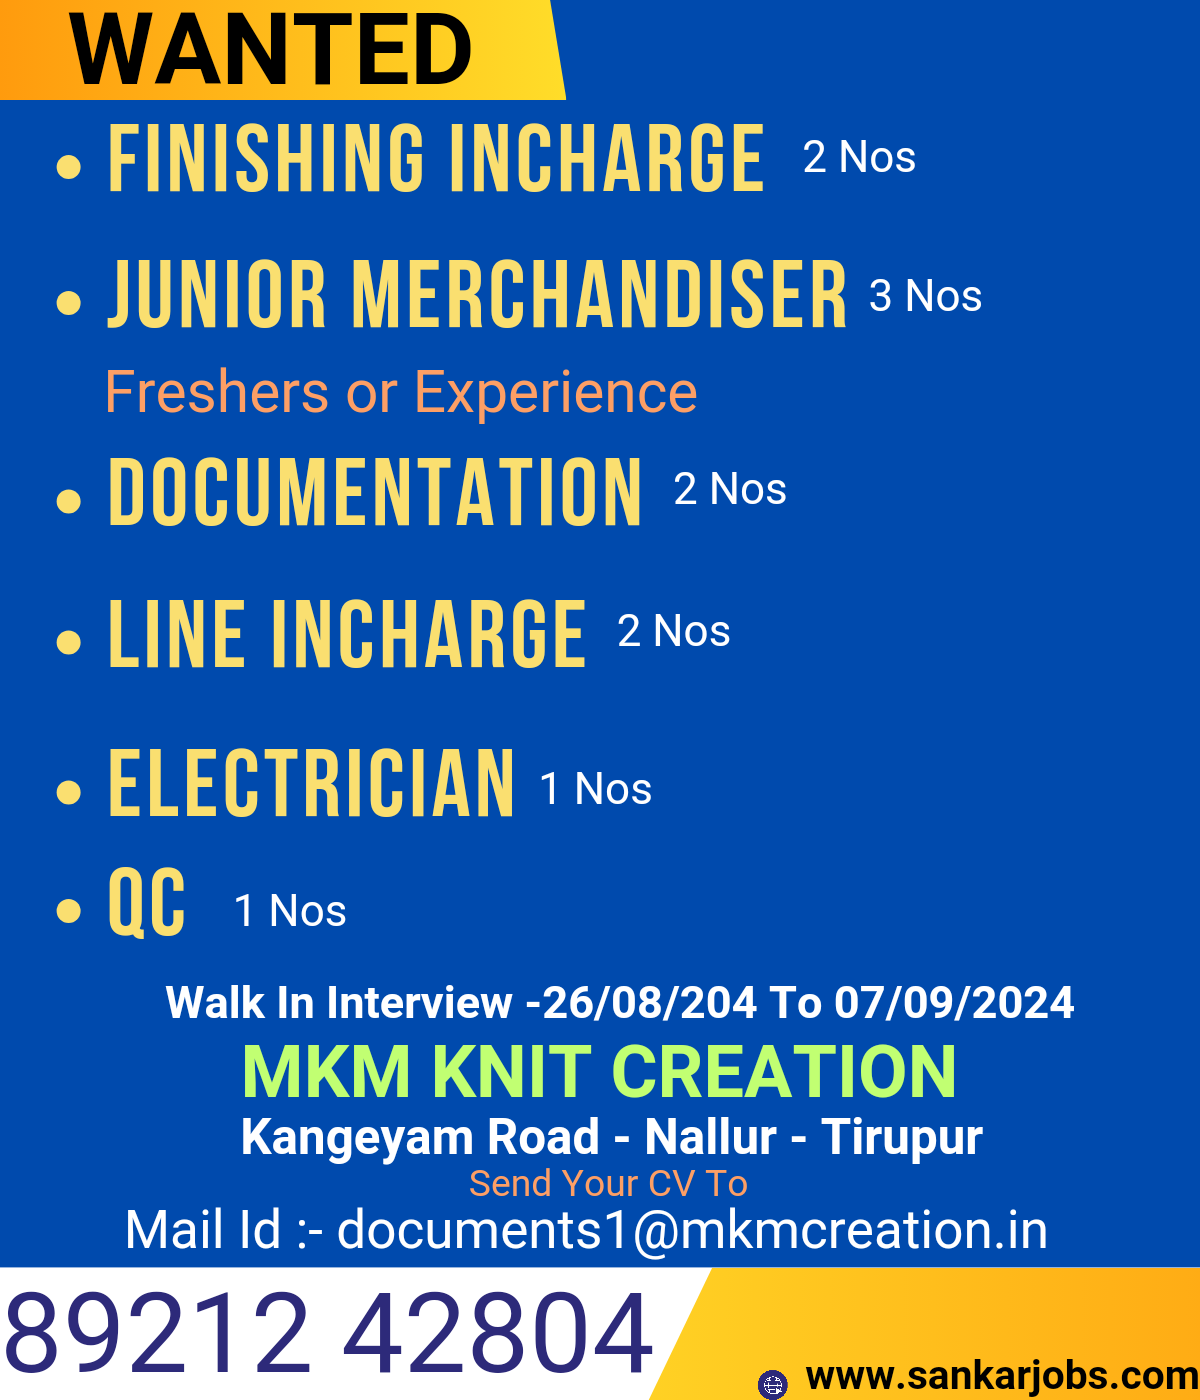 WANTED
• FINISHING INCHARGE 2 Nos
• JUNIOR MERCHANDISER 3 Nos
Freshers or Experience
• DOCUMENTATION 2 Nos
• LINE INCHARGE 2 Nos
• ELECTRICIAN 1 Nos
• QC 1 Nos
Walk In Interview -26/08/204 To 07/09/2024
MKM KNIT CREATION
Kangeyam Road - Nallur - Tirupur
Send Your CV To
Mail Id :- documents1@mkmcreation.in
89212 42804
www.sankarjobs.com